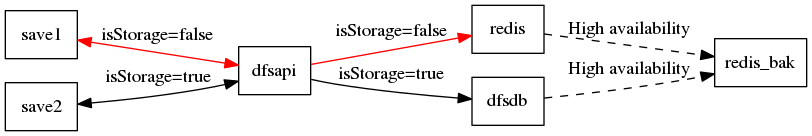 save1
isStorage=false
isStorage=false
redis
High availability
dfsapi
redis_bak
isStorage=true
isStorage=true
High availability
save2
dfsdb